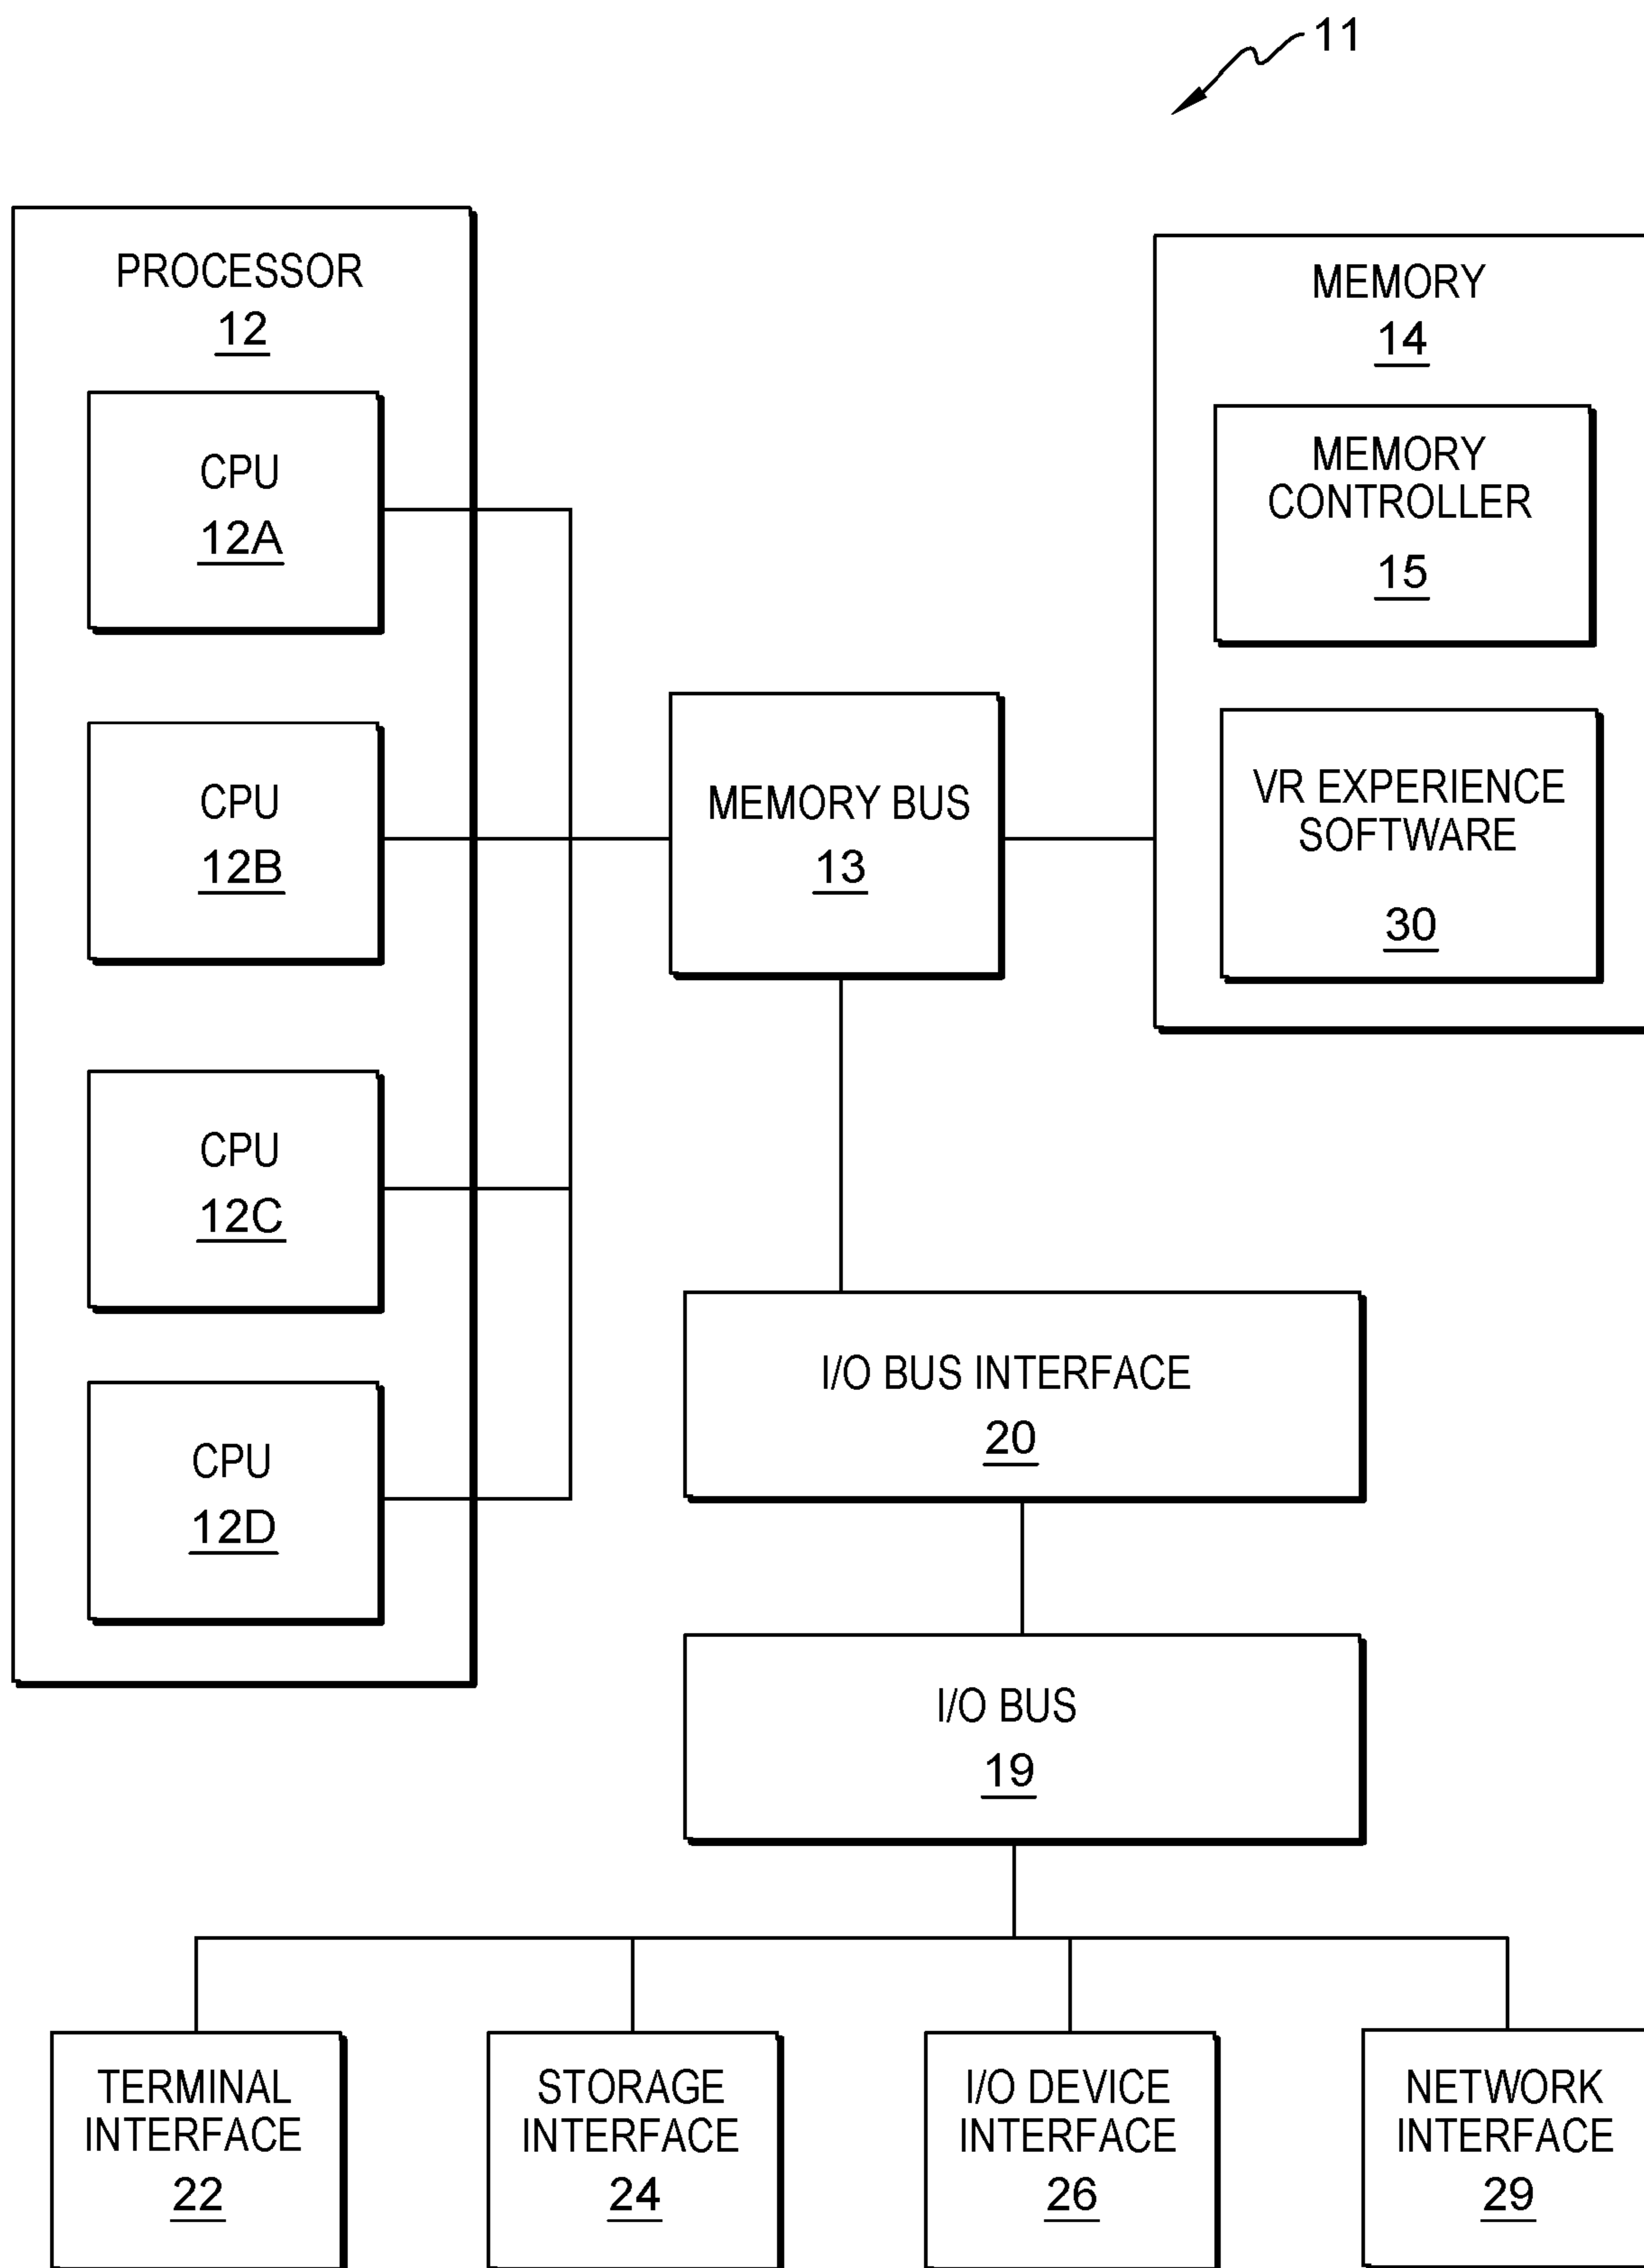 11
PROCESSOR
12
CPU
12A
CPU
12B
CPU
12C
CPU
12D
MEMORY BUS
13
MEMORY
14
MEMORY
CONTROLLER
15
VR EXPERIENCE
SOFTWARE
30
I/O BUS INTERFACE
20
I/O BUS
19
TERMINAL
INTERFACE
22
STORAGE
INTERFACE
24
I/O DEVICE
INTERFACE
26
NETWORK
INTERFACE
29